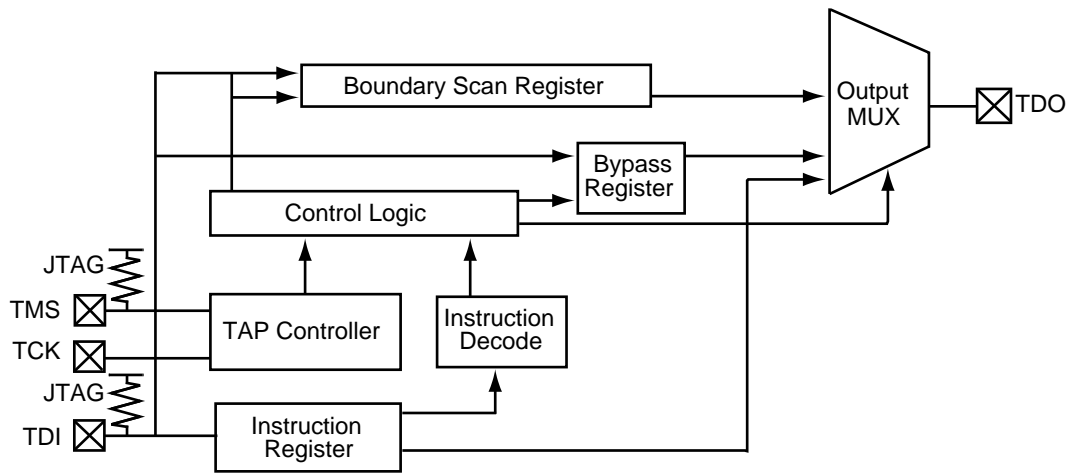 Boundary Scan Register
Output
MUX
TDO
Bypass
Register
Control Logic
JTAG
TMS
TAP Controller
Instruction
Decode
TCK
JTAG
TDI
Instruction
Register